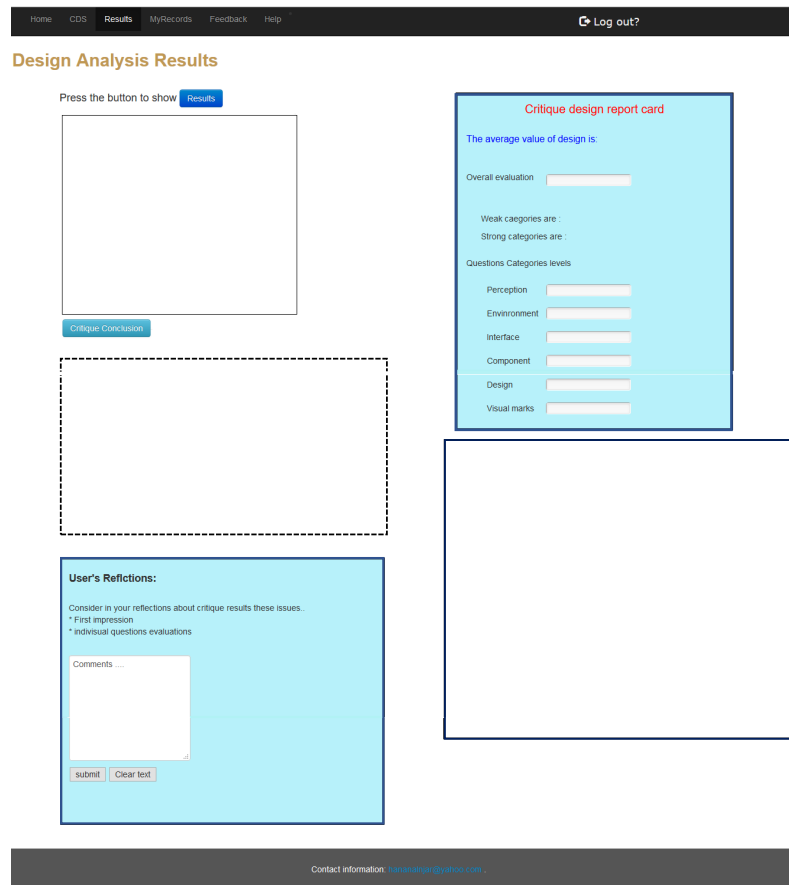 Home CDS Results MyRecords Feedback Help
Log out?
Design Analysis Results
Press the button to show Results
Critique Conclusion
User's Reflctions:
Consider in your reflections about critique results these issues..
* First impression
* indivisual questions evaluations
Comments ....
submit Clear text
Critique design report card
The average value of design is:
Overall evaluation
Weak caegories are :
Strong categories are :
Questions Categories levels
Perception
Envinronment
Interface
Component
Design
Visual marks
Contact information: